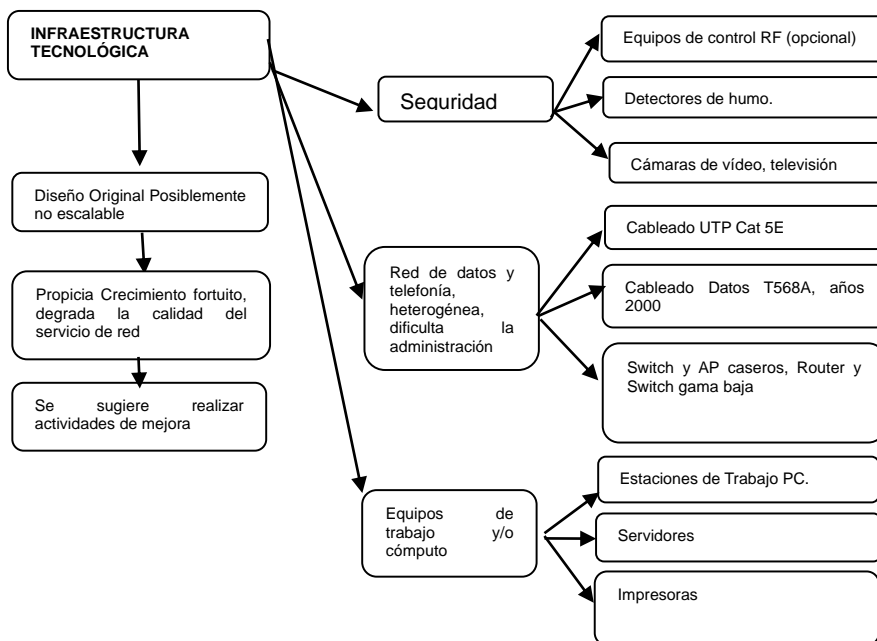 INFRAESTRUCTURA
TECNOLÓGICA
Diseño Original Posiblemente
no escalable
Propicia Crecimiento fortuito,
degrada la calidad del
servicio de red
Se sugiere realizar
actividades de mejora
Seguridad
Equipos de control RF (opcional)
Detectores de humo.
Cámaras de vídeo, televisión
Red de datos y
telefonía,
heterogénea,
dificulta la
administración
Cableado UTP Cat 5E
Cableado Datos T568A, años
2000
Switch y AP caseros, Router y
Switch gama baja
Equipos de
trabajo y/o
cómputo
Estaciones de Trabajo PC.
Servidores
Impresoras